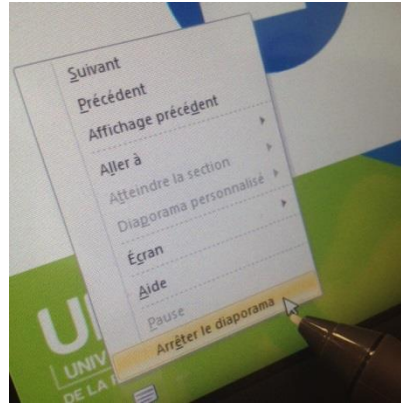 Suivant
Précédent
Affichage précédent
Aller à
Atteindre la section
Diaporama personnalisé
Écran
Aide
Pause
Arrêter le diaporama
UNIV
DE LA